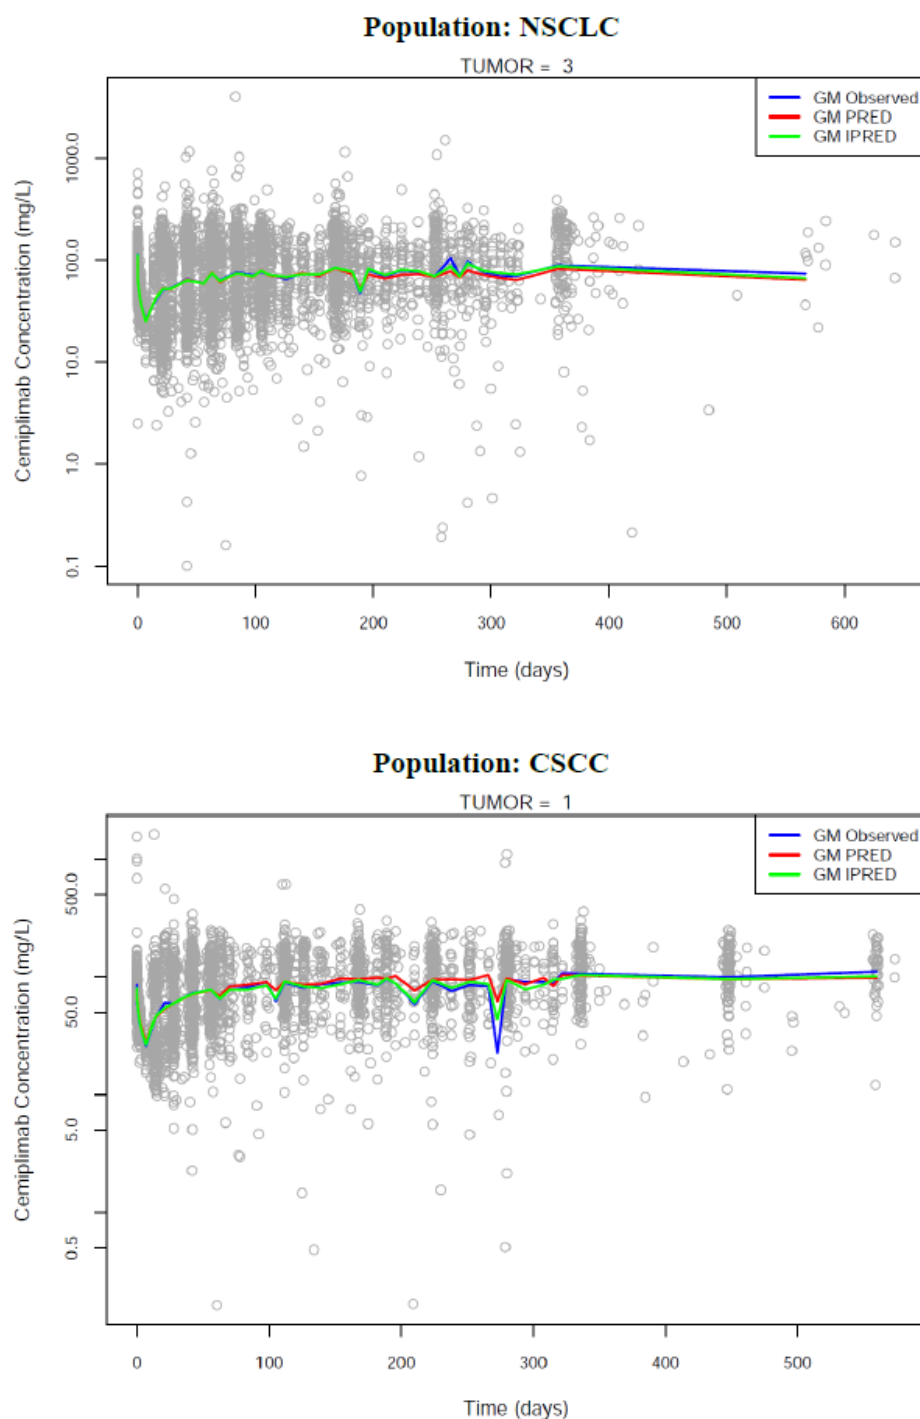 Population: NSCLC
TUMOR = 3
GM Observed
GM PRED
GM IPRED
Cemiplimab Concentration (mg/L)
1000.0
100.0
10.0
1.0
0.1
0 100 200 300 400 500 600
Time (days)
Population: CSCC
TUMOR = 1
GM Observed
GM PRED
GM IPRED
Cemiplimab Concentration (mg/L)
500.0
50.0
5.0
0.5
0 100 200 300 400 500
Time (days)